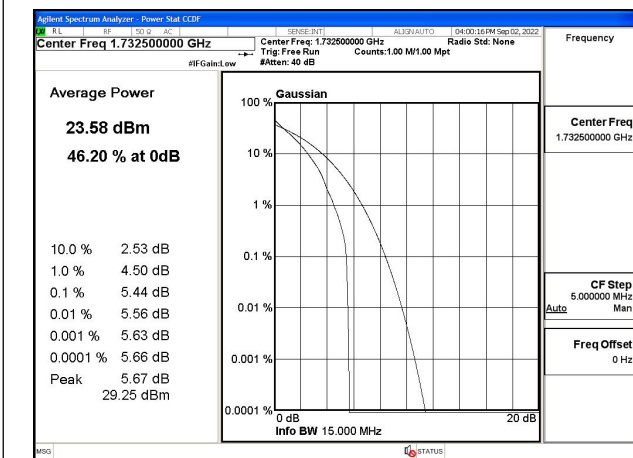 Agilent Spectrum Analyzer - Power Stat CCDF
RL RF 50 Ω AC SENSE:INT ALIGN AUTO 04:00:16 PM Sep 02, 2022
Center Freq 1.732500000 GHz
Center Freq: 1.732500000 GHz Radio Std: None
Trig: Free Run Counts:1.00 M/1.00 Mpt
#IFGain:Low #Atten: 40 dB
Frequency
Average Power
23.58 dBm
46.20 % at 0dB
10.0 % 2.53 dB
1.0 % 4.50 dB
0.1 % 5.44 dB
0.01 % 5.56 dB
0.001 % 5.63 dB
0.0001 % 5.66 dB
Peak 5.67 dB
29.25 dBm
Gaussian
100 %
10 %
1 %
0.1 %
0.01 %
0.001 %
0.0001 %
0 dB 20 dB
Info BW 15.000 MHz
Center Freq
1.732500000 GHz
CF Step
5.000000 MHz
Auto Man
Freq Offset
0 Hz
MSG STATUS